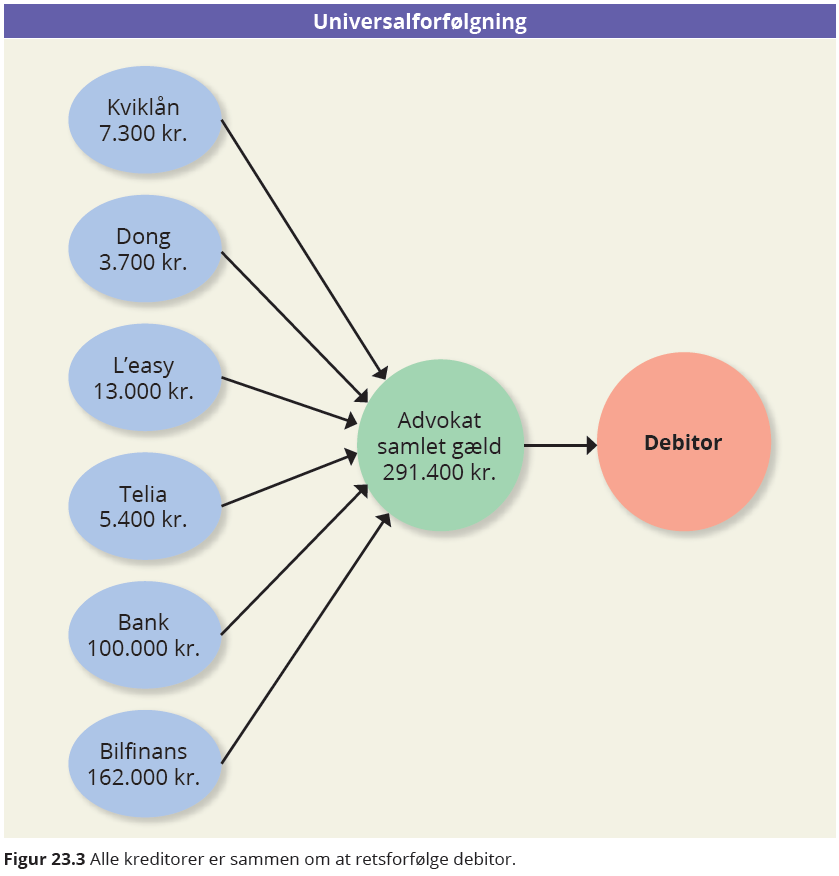 Universalforfølgning
Kviklån
7.300 kr.
Dong
3.700 kr.
L’easy
13.000 kr.
Telia
5.400 kr.
Bank
100.000 kr.
Bilfinans
162.000 kr.
Advokat
samlet gæld
291.400 kr.
Debitor
Figur 23.3 Alle kreditorer er sammen om at retsforfølge debitor.